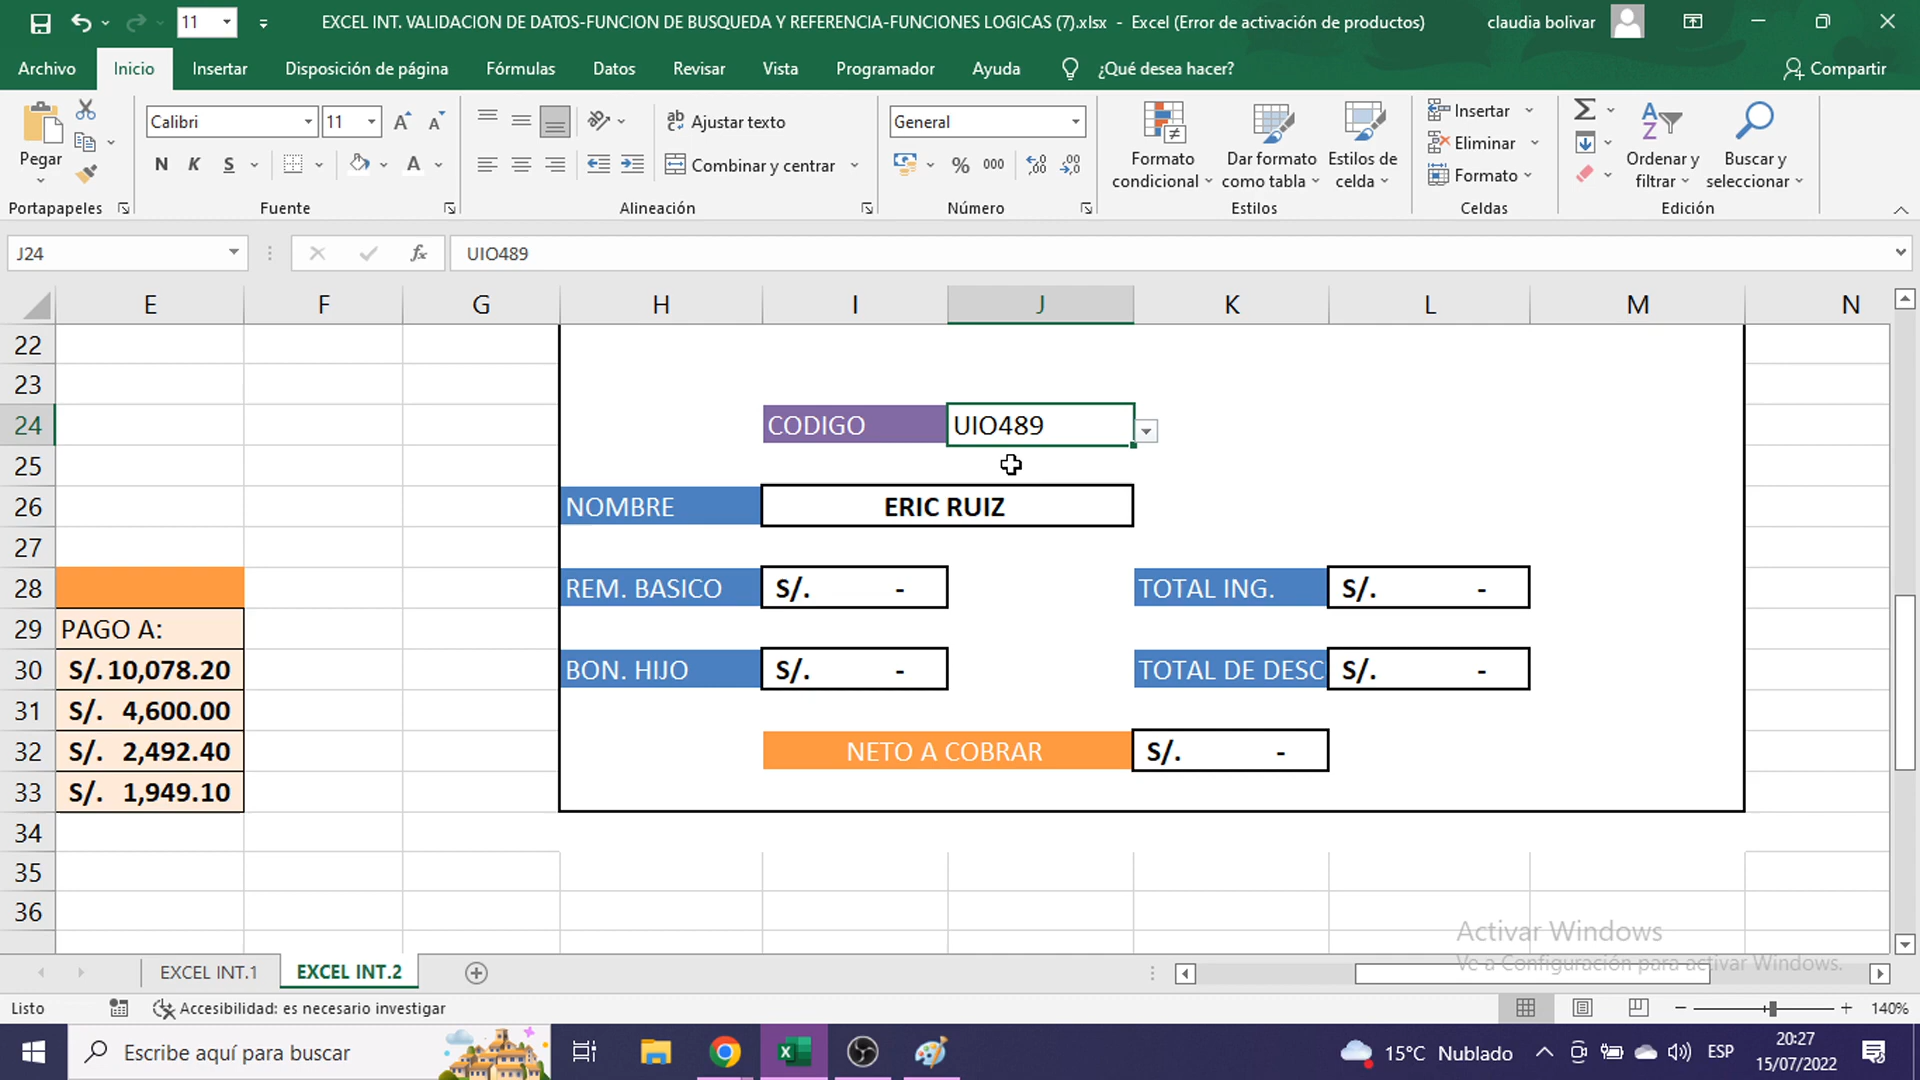 11
EXCEL INT. VALIDACION DE DATOS-FUNCION DE BUSQUEDA Y REFERENCIA-FUNCIONES LOGICAS (7).xlsx - Excel (Error de activación de productos)
claudia bolivar
Archivo Inicio Insertar Disposición de página Fórmulas Datos Revisar Vista Programador Ayuda ¿Qué desea hacer? Compartir
Pegar
Calibri 11
N K S A
Ajustar texto
Combinar y centrar
General
% 000
Formato condicional
Dar formato como tabla
Estilos de celda
Insertar
Eliminar
Formato
Ordenar y filtrar
Buscar y seleccionar
Portapapeles Fuente Alineación Número Estilos Celdas Edición
J24 fx UIO489
E F G H I J K L M N
22
23
24 CODIGO UIO489
25
26 NOMBRE ERIC RUIZ
27
28 REM. BASICO S/. - TOTAL ING. S/. -
29 PAGO A:
30 S/. 10,078.20 BON. HIJO S/. - TOTAL DE DESC S/. -
31 S/. 4,600.00
32 S/. 2,492.40 NETO A COBRAR S/. -
33 S/. 1,949.10
34
35
36
Activar Windows
Ve a Configuración para activar Windows.
EXCEL INT.1 EXCEL INT.2
Listo Accesibilidad: es necesario investigar 140%
Escribe aquí para buscar
15°C Nublado ESP
20:27
15/07/2022